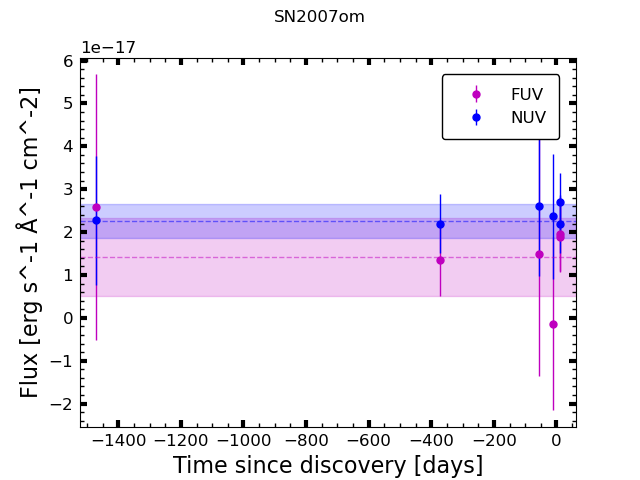 SN2007om
1e−17
FUV
NUV
6
5
4
3
2
1
0
−1
−2
Flux [erg s^-1 Å^-1 cm^-2]
−1400 −1200 −1000 −800 −600 −400 −200 0
Time since discovery [days]